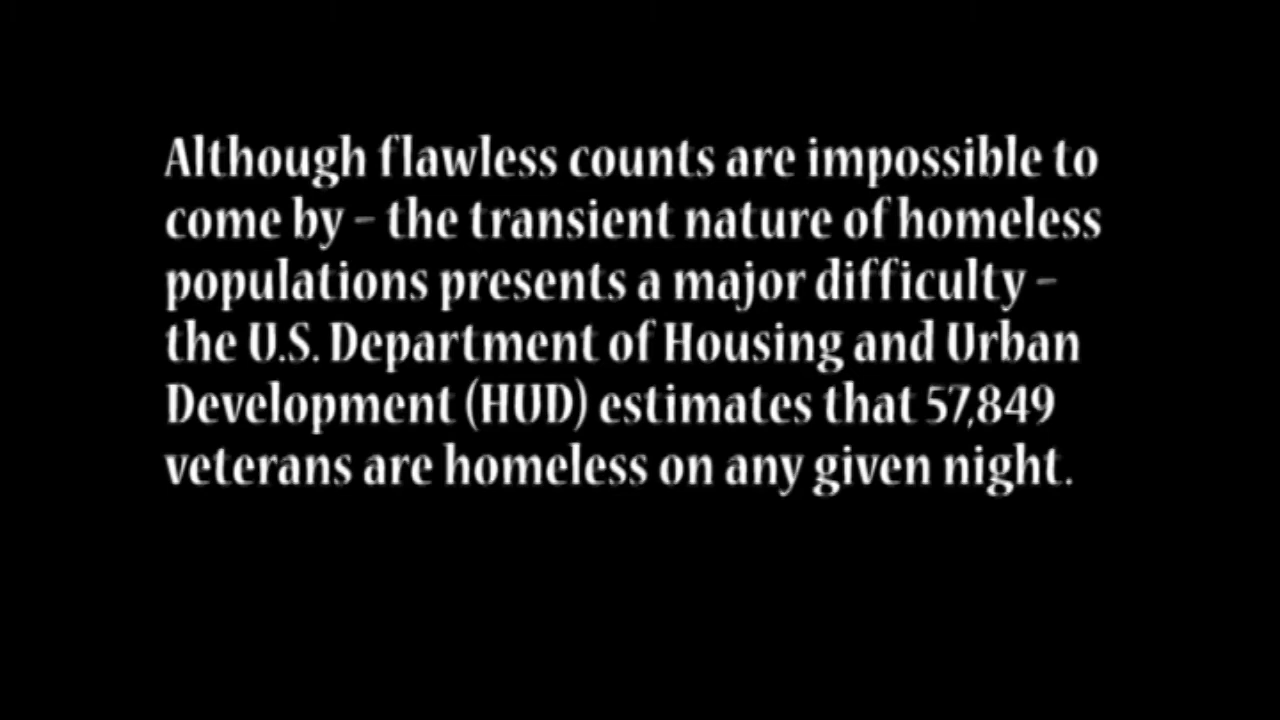 Although flawless counts are impossible to
come by – the transient nature of homeless
populations presents a major difficulty –
the U.S. Department of Housing and Urban
Development (HUD) estimates that 57,849
veterans are homeless on any given night.